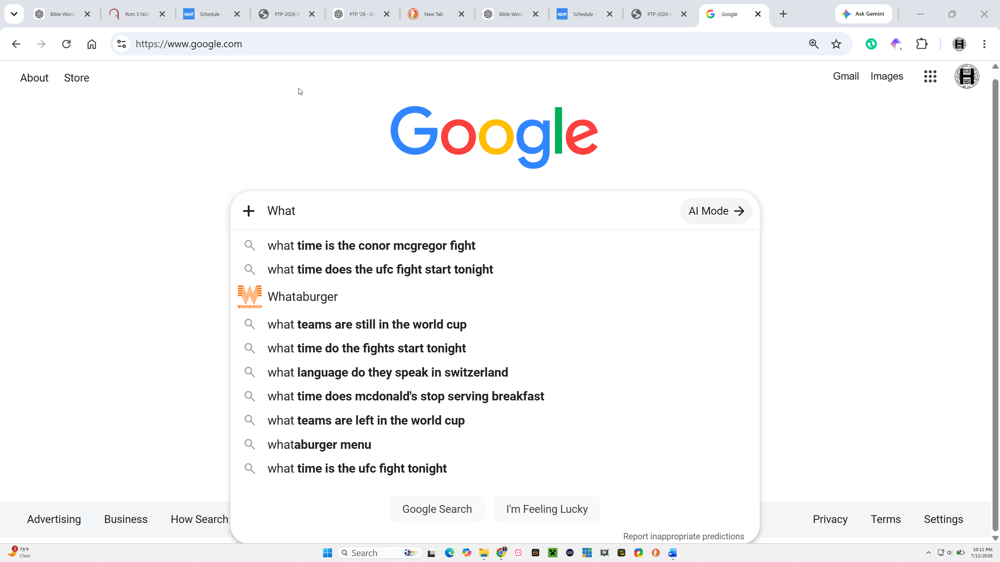 Bible Words
Rom 3 NAS
Schedule -
PTP-2026-B
PTP '26 - Bi
New Tab
Bible Words
Schedule -
PTP-2026-B
Google
Ask Gemini
https://www.google.com
1
About Store Gmail Images
Google
What AI Mode
what time is the conor mcgregor fight
what time does the ufc fight start tonight
WHATABURGER
Whataburger
what teams are still in the world cup
what time do the fights start tonight
what language do they speak in switzerland
what time does mcdonald's stop serving breakfast
what teams are left in the world cup
whataburger menu
what time is the ufc fight tonight
Google Search I'm Feeling Lucky
Advertising Business How Search Privacy Terms Settings
Report inappropriate predictions
2
75°F
Clear
Search
10:11 PM
7/12/2026